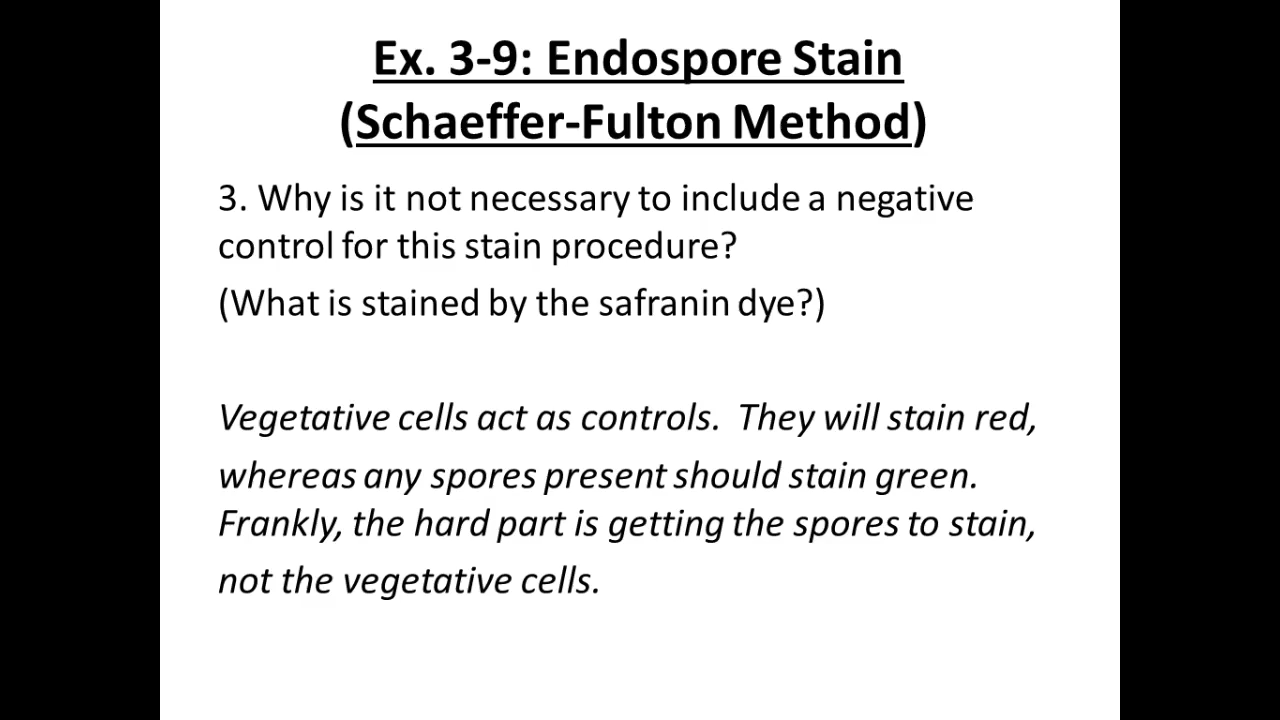 Ex. 3-9: Endospore Stain
(Schaeffer-Fulton Method)
3. Why is it not necessary to include a negative
control for this stain procedure?
(What is stained by the safranin dye?)
Vegetative cells act as controls.  They will stain red,
whereas any spores present should stain green.
Frankly, the hard part is getting the spores to stain,
not the vegetative cells.